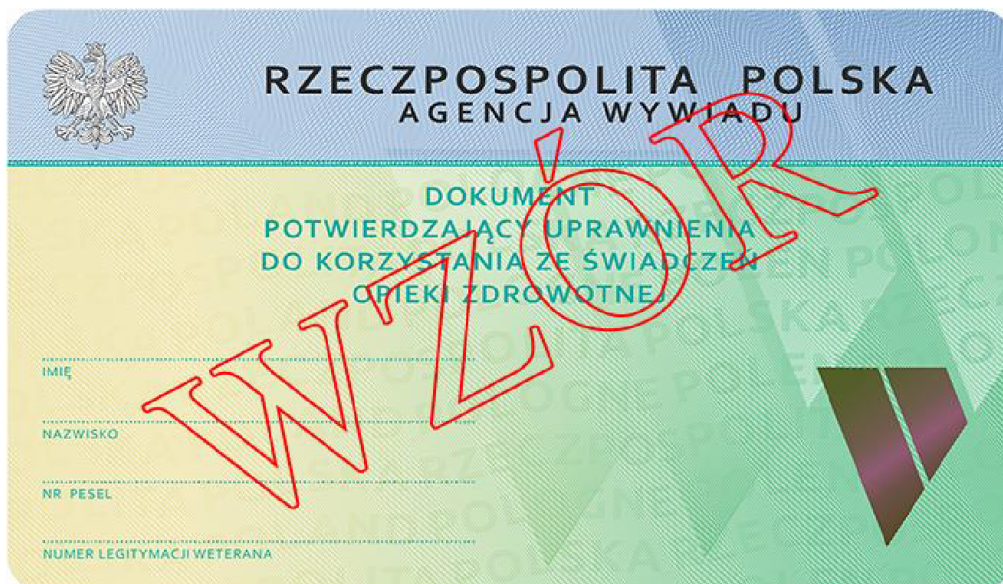 RZECZPOSPOLITA POLSKA
AGENCJA WYWIADU
DOKUMENT
POTWIERDZAJĄCY UPRAWNIENIA
DO KORZYSTANIA ZE ŚWIADCZEŃ
OPIEKI ZDROWOTNEJ
WZÓR
IMIĘ
NAZWISKO
NR PESEL
NUMER LEGITYMACJI WETERANA